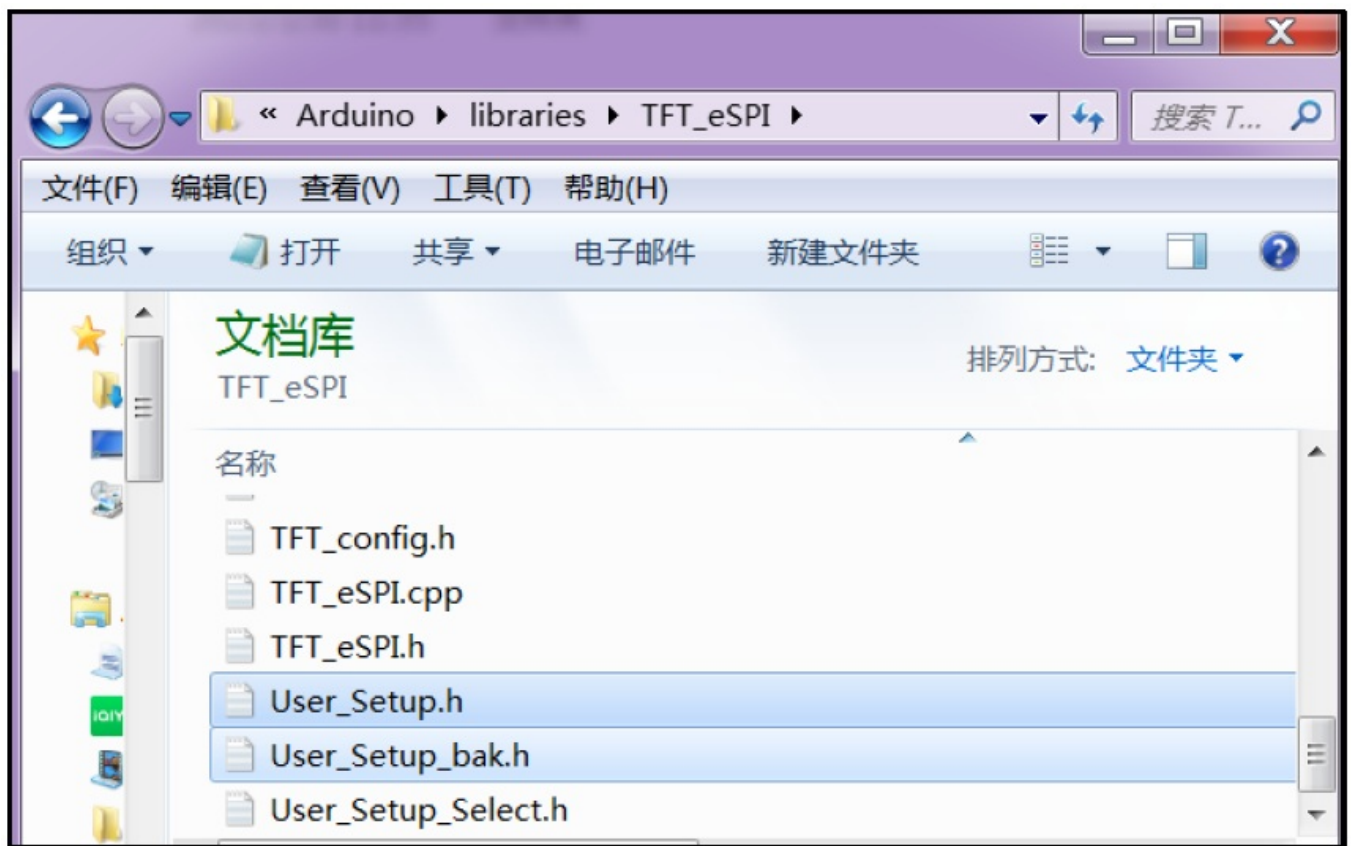 « Arduino ▸ libraries ▸ TFT_eSPI ▸ 搜索 T...
文件(F) 编辑(E) 查看(V) 工具(T) 帮助(H)
组织 打开 共享 电子邮件 新建文件夹
文档库
TFT_eSPI
排列方式: 文件夹
名称
TFT_config.h
TFT_eSPI.cpp
TFT_eSPI.h
User_Setup.h
User_Setup_bak.h
User_Setup_Select.h